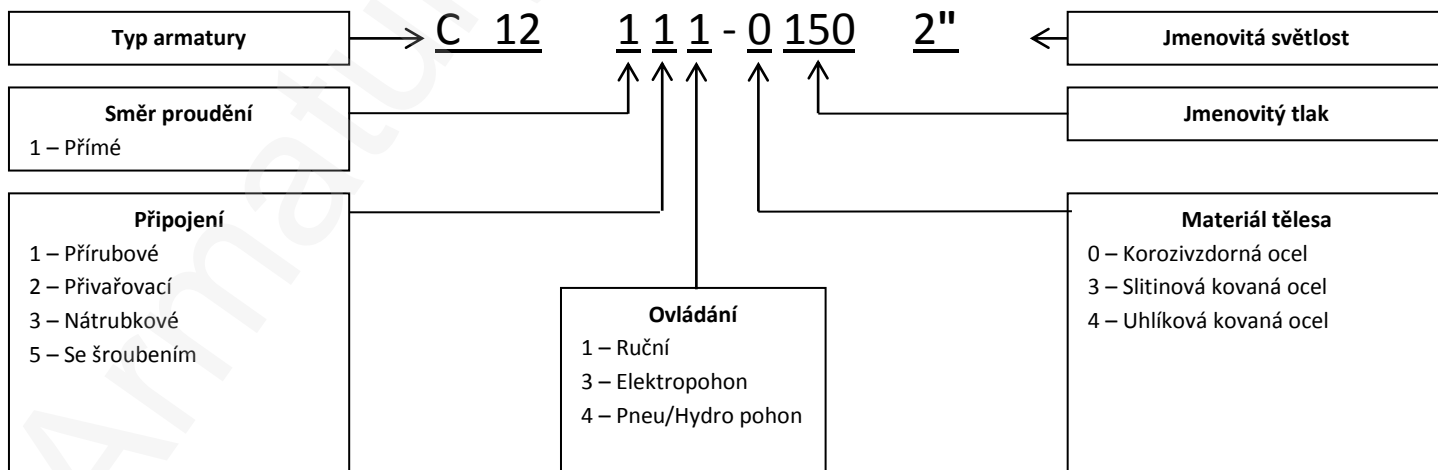 Typ armatury
C 12 1 1 1 - 0 150 2"
Jmenovitá světlost
Směr proudění
1 – Přímé
Jmenovitý tlak
Připojení
1 – Přírubové
2 – Přivařovací
3 – Nátrubkové
5 – Se šroubením
Ovládání
1 – Ruční
3 – Elektropohon
4 – Pneu/Hydro pohon
Materiál tělesa
0 – Korozivzdorná ocel
3 – Slitinová kovaná ocel
4 – Uhlíková kovaná ocel
Armatu